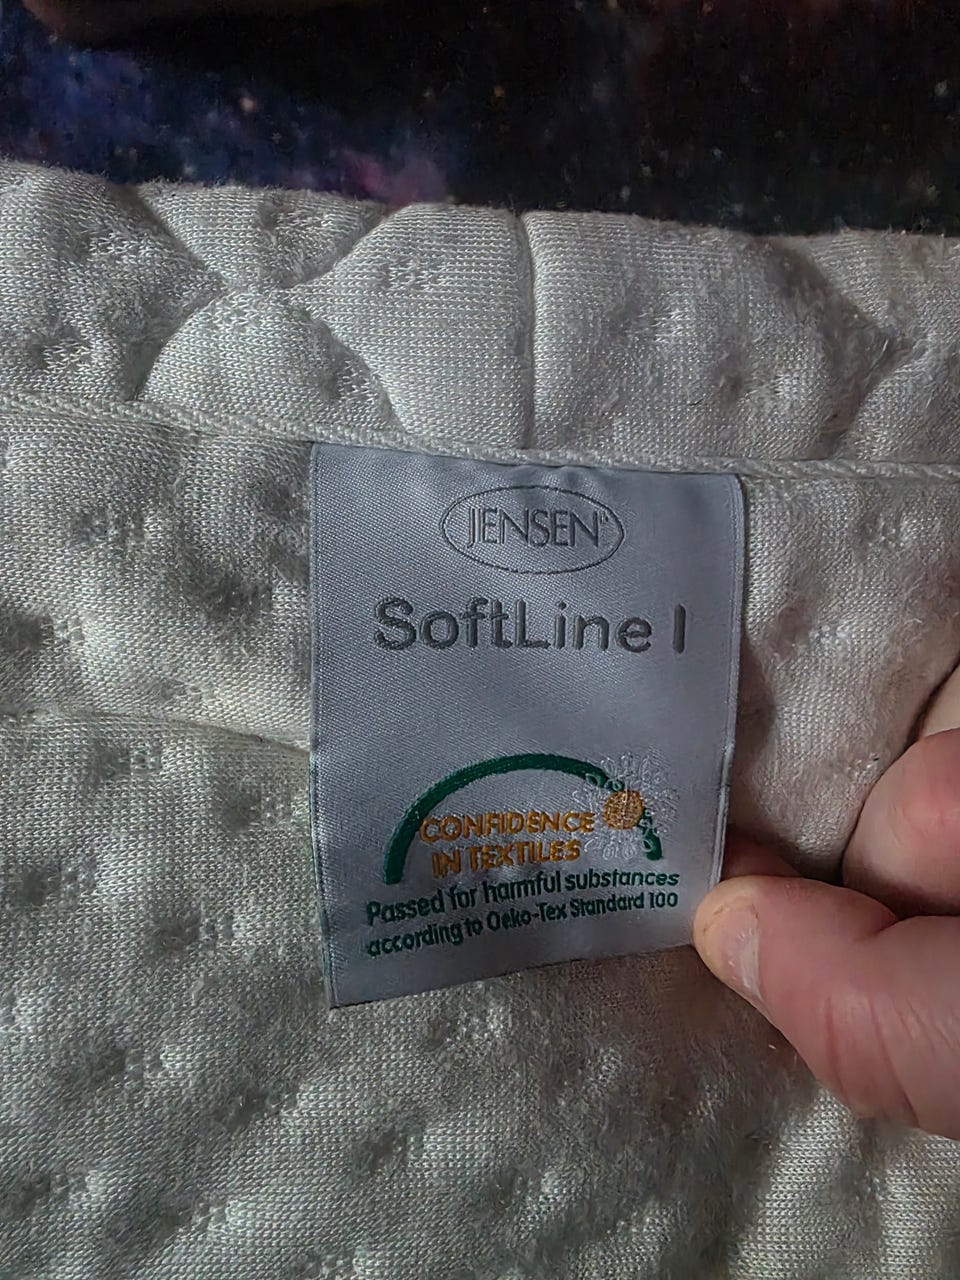 JENSEN
SoftLine I
CONFIDENCE
IN TEXTILES
Passed for harmful substances
according to Oeko-Tex Standard 100